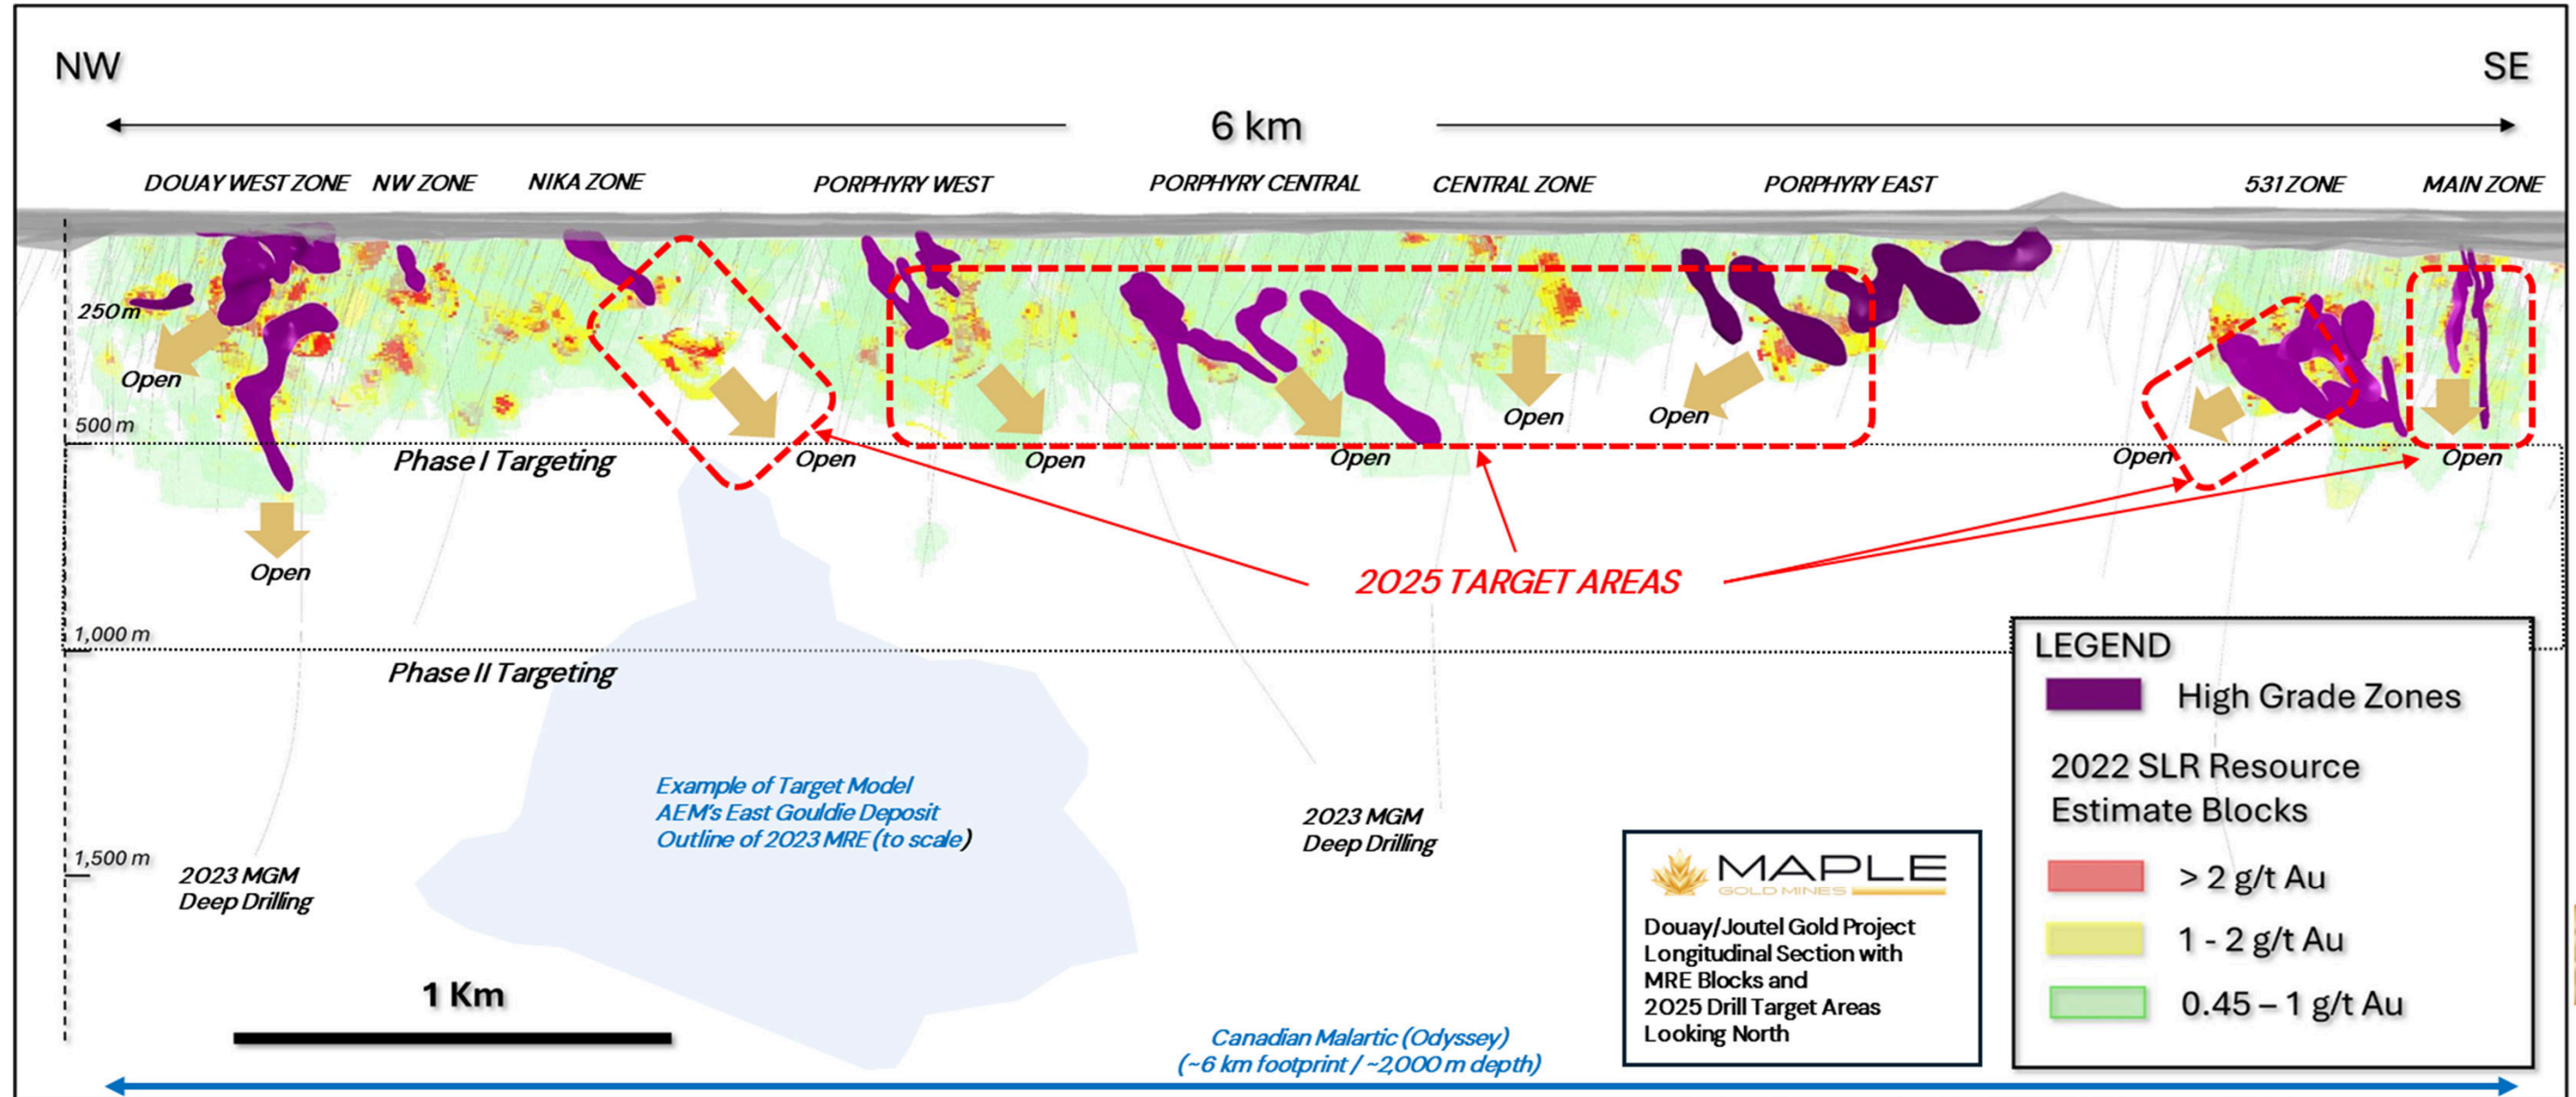 NW
SE
6 km
DOUAY WEST ZONE
NW ZONE
NIKA ZONE
PORPHYRY WEST
PORPHYRY CENTRAL
CENTRAL ZONE
PORPHYRY EAST
531 ZONE
MAIN ZONE
250 m
Open
Open
Open
500 m
Phase I Targeting
Open
Open
Open
Open
Open
Open
2025 TARGET AREAS
1,000 m
Phase II Targeting
Example of Target Model
AEM's East Gouldie Deposit
Outline of 2023 MRE (to scale)
2023 MGM
Deep Drilling
1,500 m
2023 MGM
Deep Drilling
1 Km
Canadian Malartic (Odyssey)
(~6 km footprint / ~2,000 m depth)
MAPLE
GOLD MINES
Douay/Joutel Gold Project
Longitudinal Section with
MRE Blocks and
2025 Drill Target Areas
Looking North
LEGEND
High Grade Zones
2022 SLR Resource
Estimate Blocks
> 2 g/t Au
1 - 2 g/t Au
0.45 – 1 g/t Au